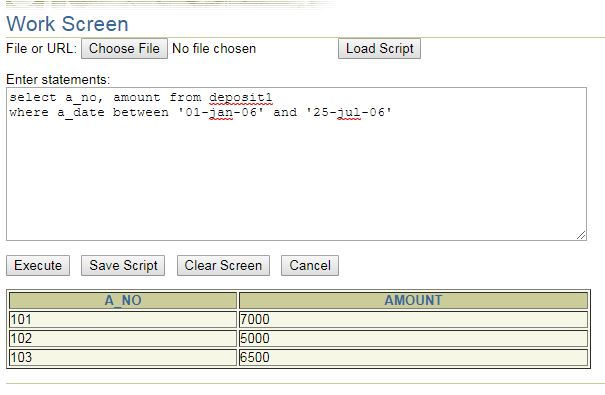 Work Screen
File or URL: Choose File No file chosen Load Script
Enter statements:
select a_no, amount from deposit1
where a_date between '01-jan-06' and '25-jul-06'
Execute Save Script Clear Screen Cancel
A_NO AMOUNT
101 7000
102 5000
103 6500